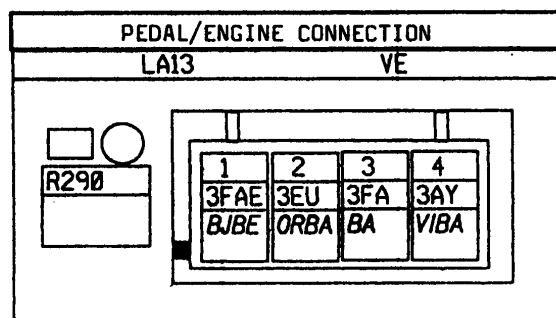 PEDAL/ENGINE CONNECTION
LA13 VE
R290
1 2 3 4
3FAE 3EU 3FA 3AY
BJBE ORBA BA VIBA